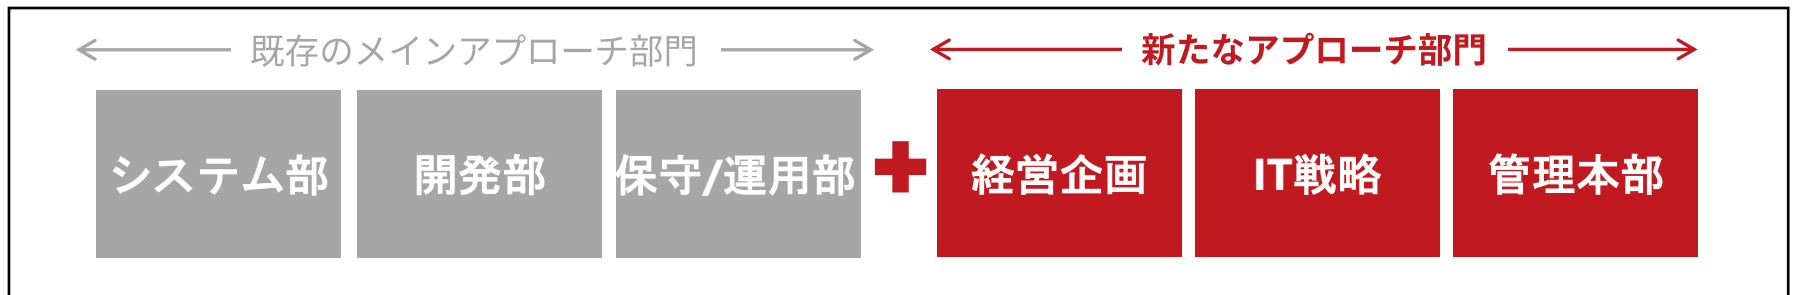 既存のメインアプローチ部門
新たなアプローチ部門
システム部
開発部
保守/運用部
経営企画
IT戦略
管理本部